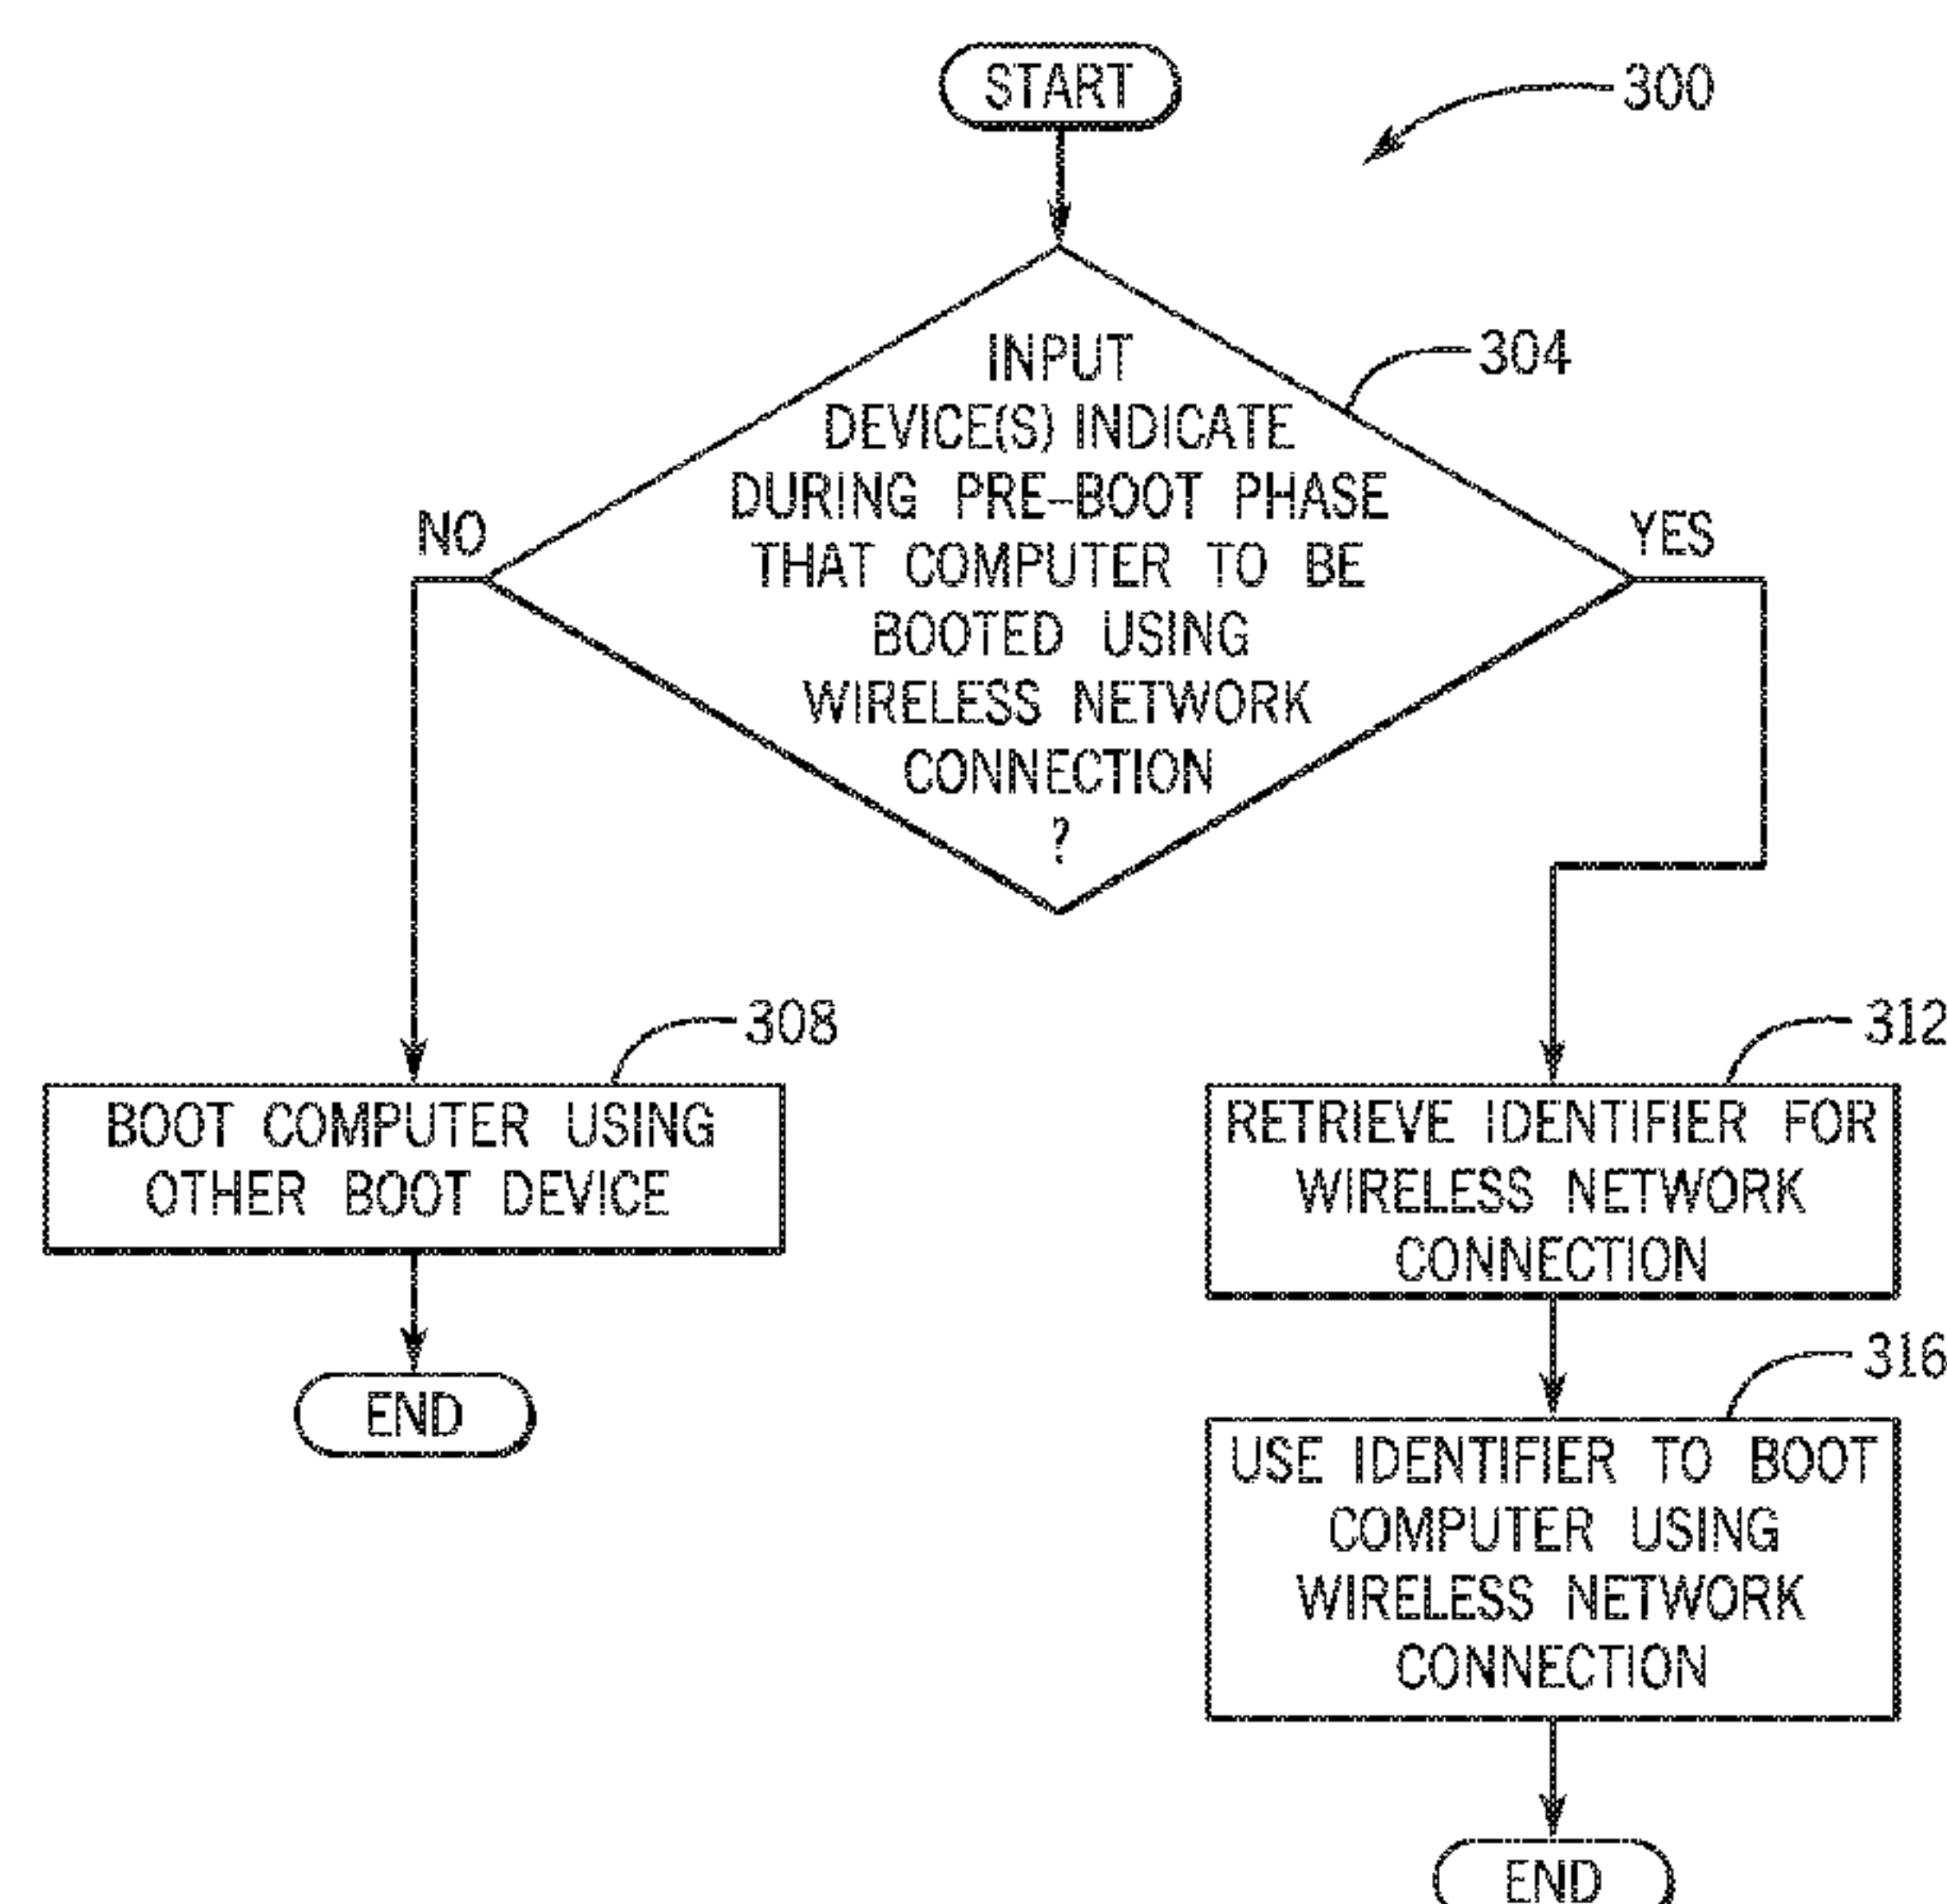 START
300
INPUT
DEVICE(S) INDICATE
DURING PRE-BOOT PHASE
THAT COMPUTER TO BE
BOOTED USING
WIRELESS NETWORK
CONNECTION
?
304
NO
YES
308
BOOT COMPUTER USING
OTHER BOOT DEVICE
END
312
RETRIEVE IDENTIFIER FOR
WIRELESS NETWORK
CONNECTION
316
USE IDENTIFIER TO BOOT
COMPUTER USING
WIRELESS NETWORK
CONNECTION
END